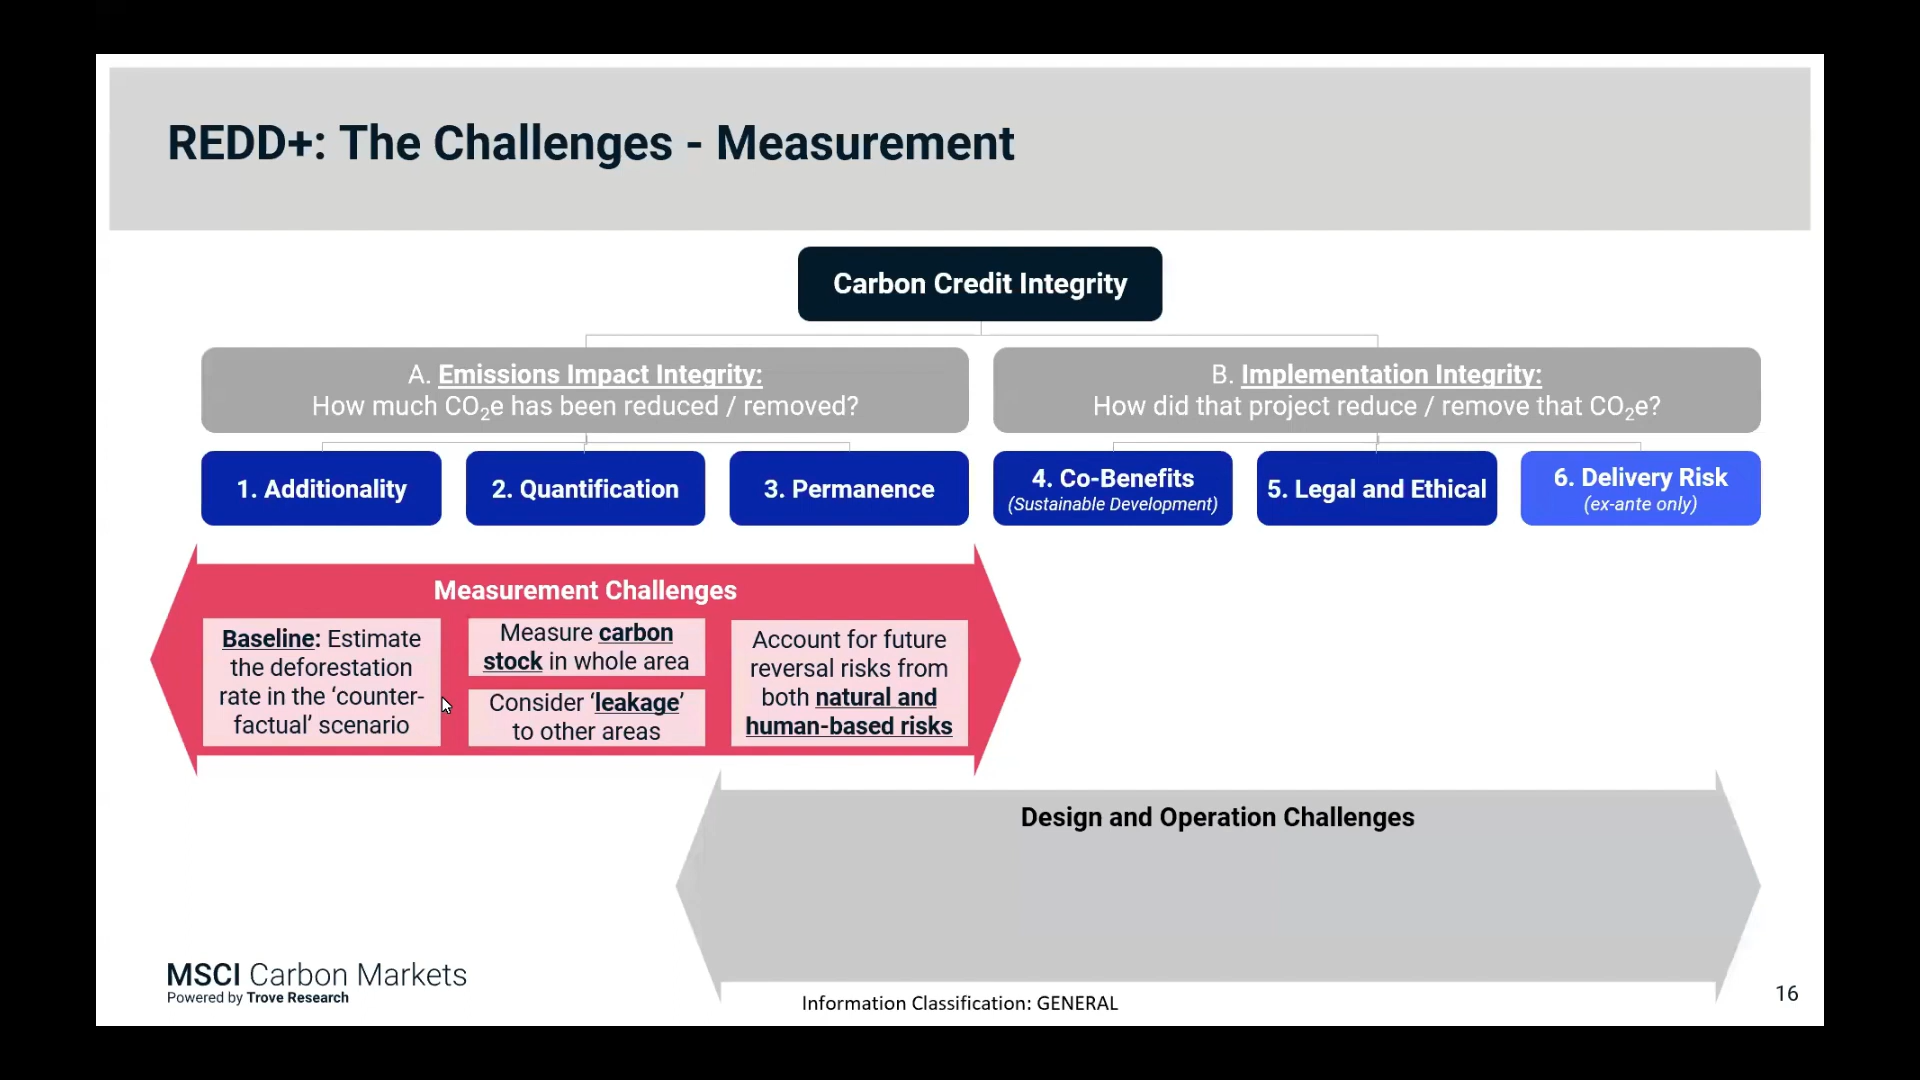 REDD+: The Challenges - Measurement
Carbon Credit Integrity
A. Emissions Impact Integrity:
How much CO₂e has been reduced / removed?
B. Implementation Integrity:
How did that project reduce / remove that CO₂e?
1. Additionality
2. Quantification
3. Permanence
4. Co-Benefits
(Sustainable Development)
5. Legal and Ethical
6. Delivery Risk
(ex-ante only)
Measurement Challenges
Baseline: Estimate
the deforestation
rate in the ‘counter-
factual’ scenario
Measure carbon
stock in whole area
Consider ‘leakage’
to other areas
Account for future
reversal risks from
both natural and
human-based risks
Design and Operation Challenges
MSCI Carbon Markets
Powered by Trove Research
Information Classification: GENERAL
16